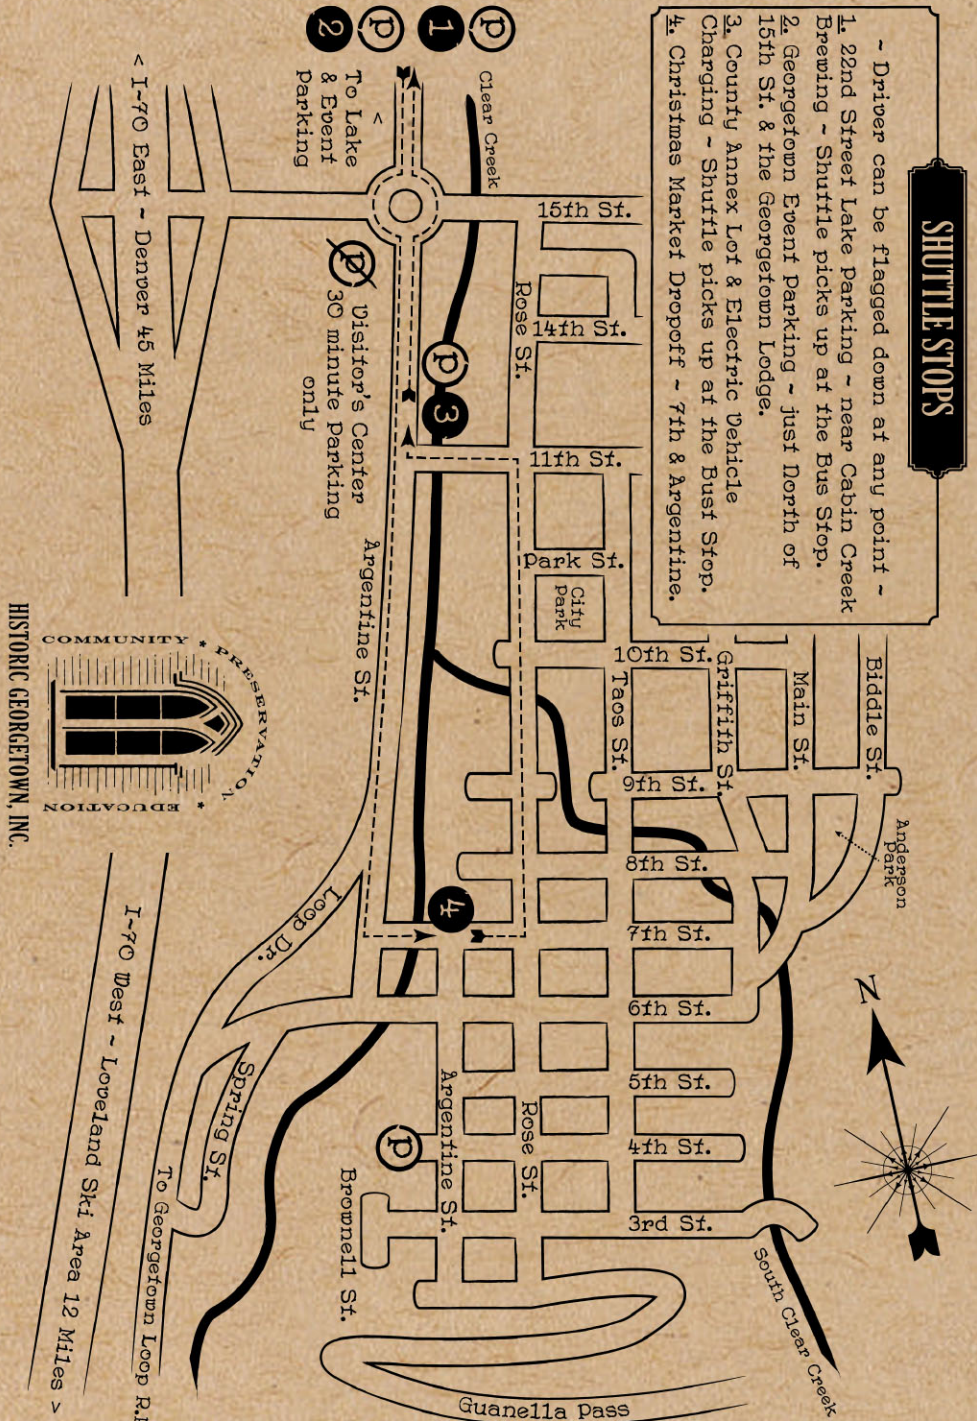 SHUTTLE STOPS
~ Driver can be flagged down at any point ~
1. 22nd Street Lake Parking ~ near Cabin Creek
Brewing ~ Shuttle picks up at the Bus Stop.
2. Georgetown Event Parking ~ just North of
15th St. & the Georgetown Lodge.
3. County Annex Lot & Electric Vehicle
Charging ~ Shuttle picks up at the Bust Stop.
4. Christmas Market Dropoff ~ 7th & Argentine.
P
1
P
2
<
To Lake
& Event
Parking
Clear Creek
< I-70 East ~ Denver 45 Miles
15th St.
14th St.
Rose St.
P
Visitor's Center
30 minute Parking
only
P
3
11th St.
Park St.
City
Park
Argentine St.
10th St.
Taos St.
Griffith St.
Main St.
Biddle St.
9th St.
Anderson
Park
8th St.
7th St.
4
6th St.
5th St.
4th St.
3rd St.
Loop Dr.
Spring St.
Argentine St.
Rose St.
P
Brownell St.
N
South Clear Creek
Guanella Pass
To Georgetown Loop R.
I-70 West ~ Loveland Ski Area 12 Miles >
COMMUNITY * PRESERVATION * EDUCATION
HISTORIC GEORGETOWN, INC.